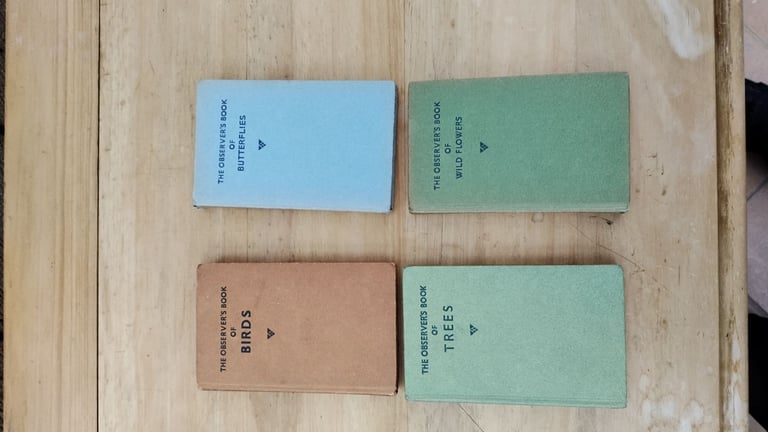 THE OBSERVER'S BOOK
OF
BUTTERFLIES
THE OBSERVER'S BOOK
OF
WILD FLOWERS
THE OBSERVER'S BOOK
OF
BIRDS
THE OBSERVER'S BOOK
OF
TREES